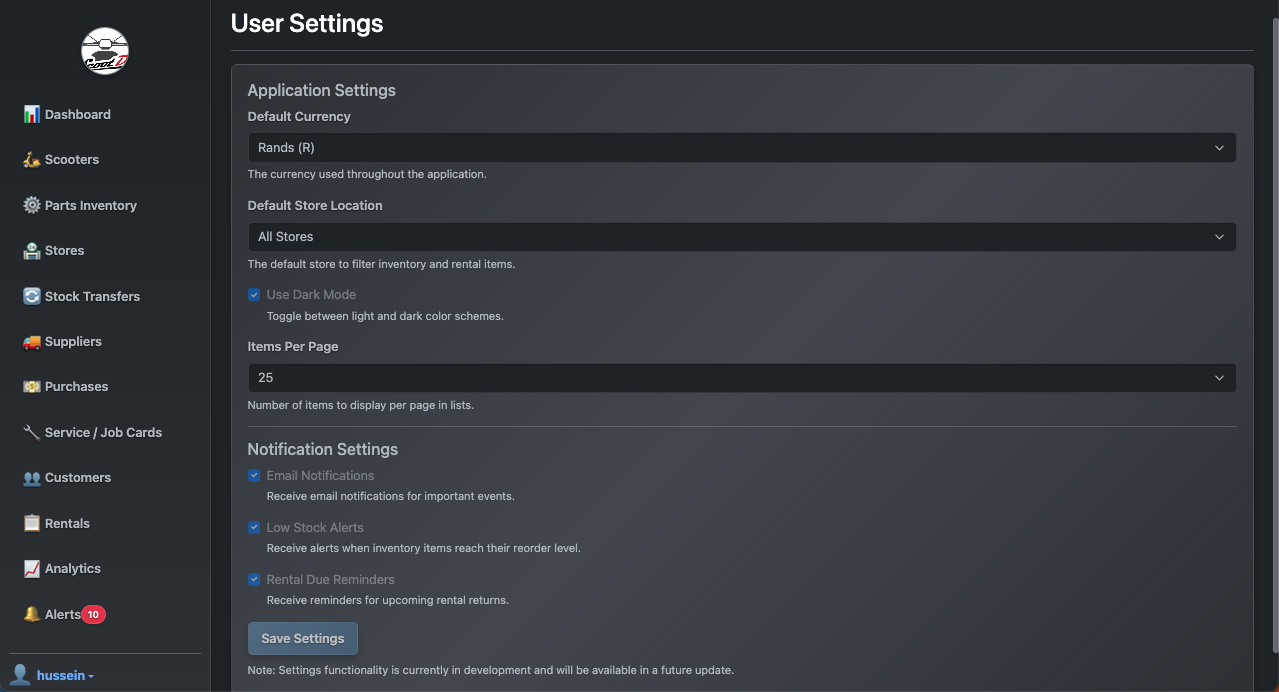 User Settings
Scoot D
Dashboard
Scooters
Parts Inventory
Stores
Stock Transfers
Suppliers
Purchases
Service / Job Cards
Customers
Rentals
Analytics
Alerts 10
hussein
Application Settings
Default Currency
Rands (R)
The currency used throughout the application.
Default Store Location
All Stores
The default store to filter inventory and rental items.
Use Dark Mode
Toggle between light and dark color schemes.
Items Per Page
25
Number of items to display per page in lists.
Notification Settings
Email Notifications
Receive email notifications for important events.
Low Stock Alerts
Receive alerts when inventory items reach their reorder level.
Rental Due Reminders
Receive reminders for upcoming rental returns.
Save Settings
Note: Settings functionality is currently in development and will be available in a future update.